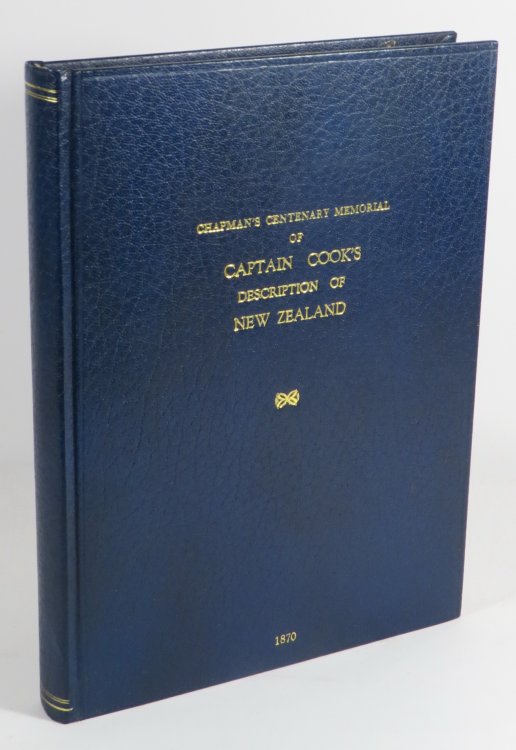 CHAPMAN'S CENTENARY MEMORIAL
OF
CAPTAIN COOK'S
DESCRIPTION OF
NEW ZEALAND
1870